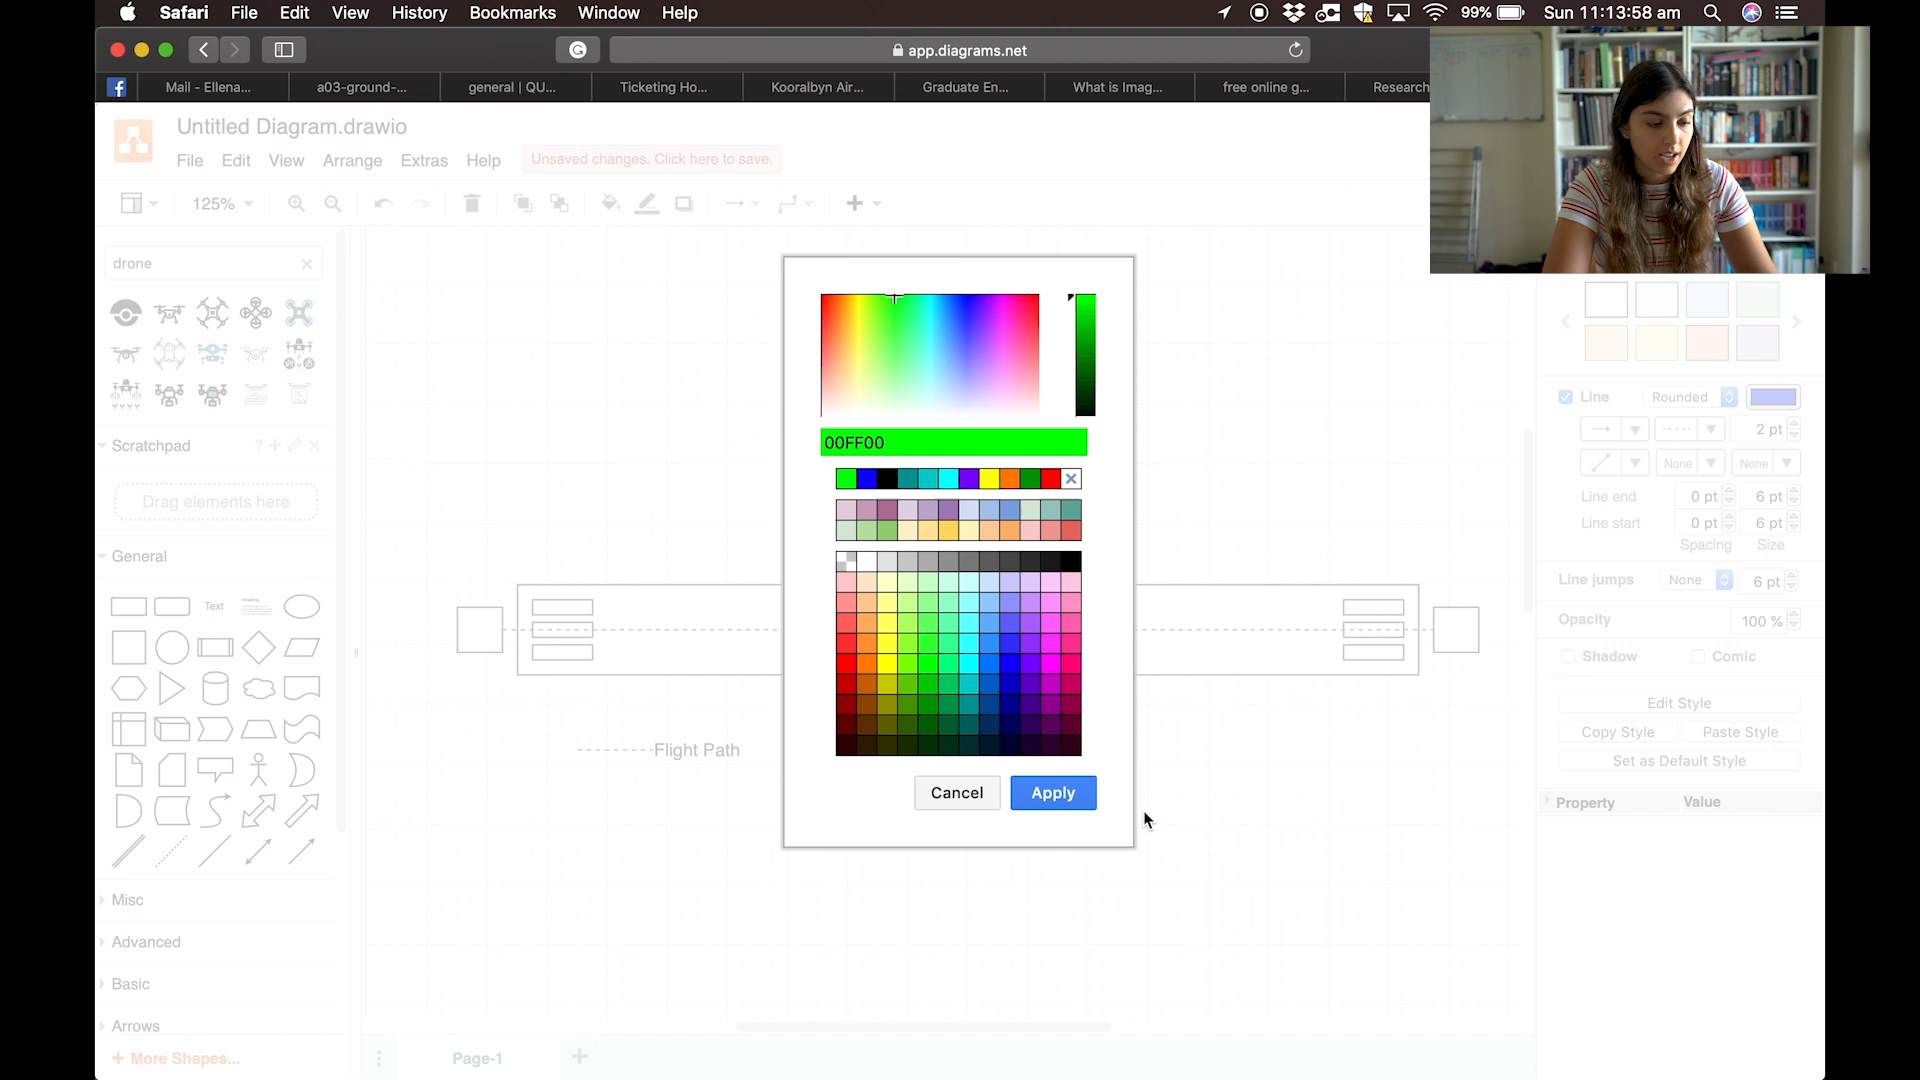 Safari File Edit View History Bookmarks Window Help 99% Sun 11:13:58 am
app.diagrams.net
Mail - Ellena... a03-ground-... general | QU... Ticketing Ho... Kooralbyn Air... Graduate En... What is Imag... free online g... Research
Untitled Diagram.drawio
File Edit View Arrange Extras Help Unsaved changes. Click here to save.
125%
drone
Scratchpad ?
Drag elements here
General
Text
Heading
Misc
Advanced
Basic
Arrows
+ More Shapes...
Flight Path
00FF00
Cancel Apply
Page-1
Line Rounded
2 pt
None None
Line end 0 pt 6 pt
Line start 0 pt 6 pt
Spacing Size
Line jumps None 6 pt
Opacity 100 %
Shadow Comic
Edit Style
Copy Style Paste Style
Set as Default Style
Property Value